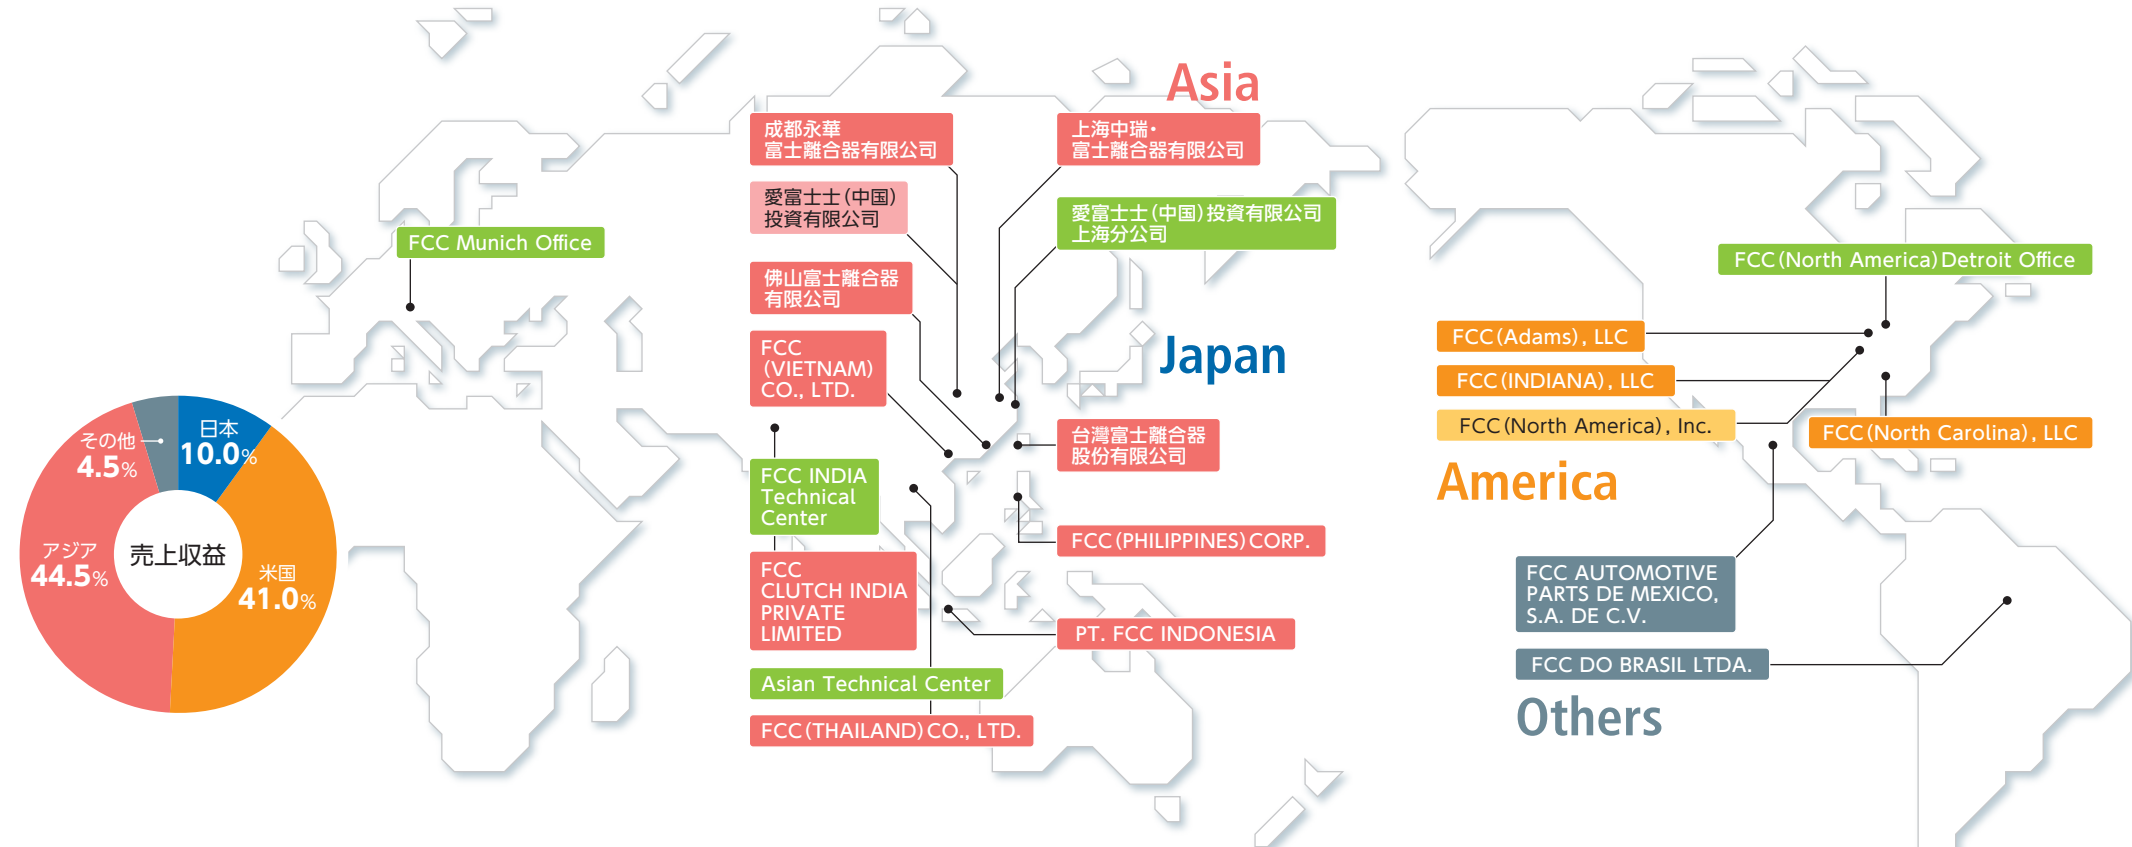 Asia
成都永華
富士離合器有限公司
上海中瑞・
富士離合器有限公司
愛富士士(中国)
投資有限公司
愛富士士(中国)投資有限公司
上海分公司
FCC Munich Office
佛山富士離合器
有限公司
FCC
(VIETNAM)
CO., LTD.
Japan
台灣富士離合器
股份有限公司
FCC INDIA
Technical
Center
FCC(PHILIPPINES)CORP.
FCC
CLUTCH INDIA
PRIVATE
LIMITED
PT. FCC INDONESIA
Asian Technical Center
FCC(THAILAND)CO., LTD.
FCC(North America)Detroit Office
FCC(Adams), LLC
FCC(INDIANA), LLC
FCC(North America), Inc.
FCC(North Carolina), LLC
America
FCC AUTOMOTIVE
PARTS DE MEXICO,
S.A. DE C.V.
FCC DO BRASIL LTDA.
Others
日本
10.0%
その他
4.5%
アジア
44.5%
売上収益
米国
41.0%